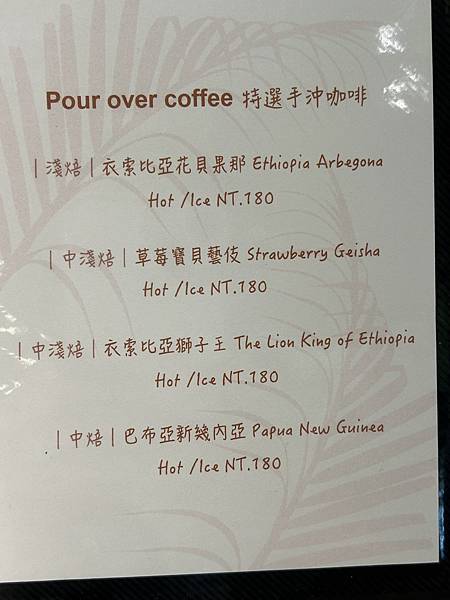 Pour over coffee 特選手沖咖啡
|淺焙|衣索比亞花貝果那 Ethiopia Arbegona
Hot /Ice NT.180
|中淺焙|草莓寶貝藝伎 Strawberry Geisha
Hot /Ice NT.180
|中淺焙|衣索比亞獅子王 The Lion King of Ethiopia
Hot /Ice NT.180
|中焙|巴布亞新幾內亞 Papua New Guinea
Hot /Ice NT.180